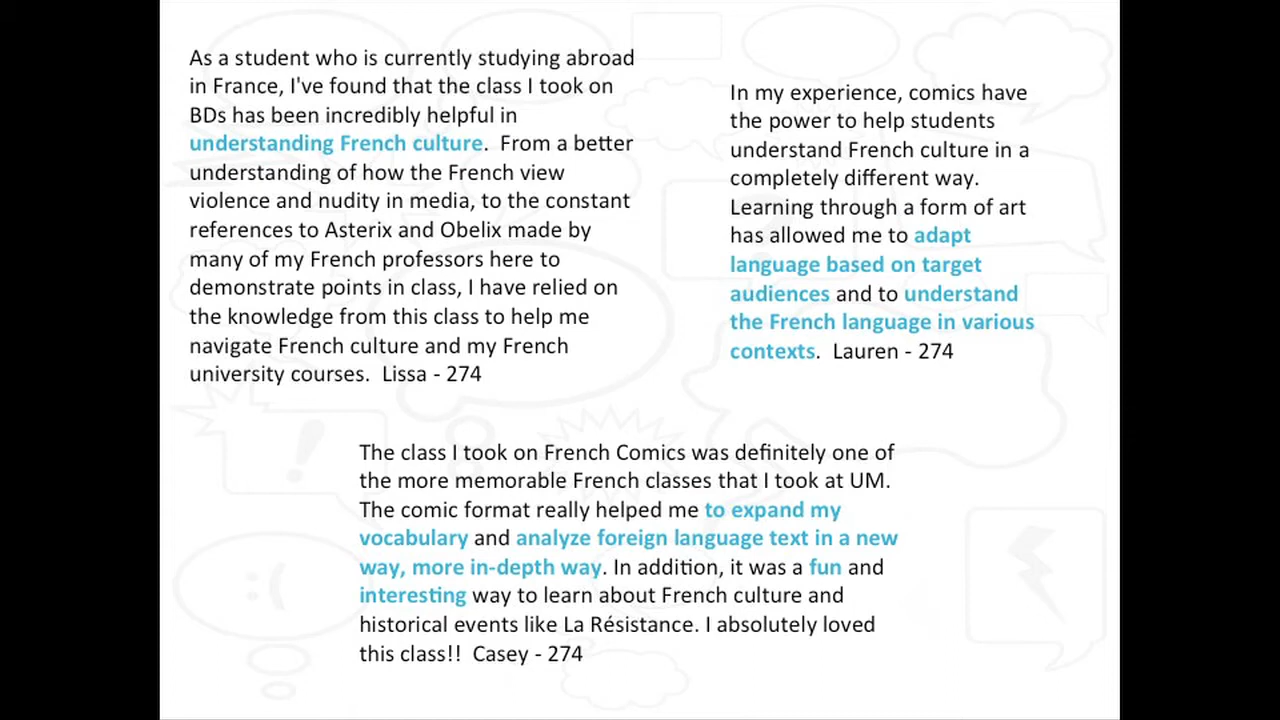 As a student who is currently studying abroad
in France, I've found that the class I took on
BDs has been incredibly helpful in
understanding French culture.  From a better
understanding of how the French view
violence and nudity in media, to the constant
references to Asterix and Obelix made by
many of my French professors here to
demonstrate points in class, I have relied on
the knowledge from this class to help me
navigate French culture and my French
university courses.  Lissa - 274
In my experience, comics have
the power to help students
understand French culture in a
completely different way.
Learning through a form of art
has allowed me to adapt
language based on target
audiences and to understand
the French language in various
contexts.  Lauren - 274
The class I took on French Comics was definitely one of
the more memorable French classes that I took at UM.
The comic format really helped me to expand my
vocabulary and analyze foreign language text in a new
way, more in-depth way. In addition, it was a fun and
interesting way to learn about French culture and
historical events like La Résistance. I absolutely loved
this class!!  Casey - 274